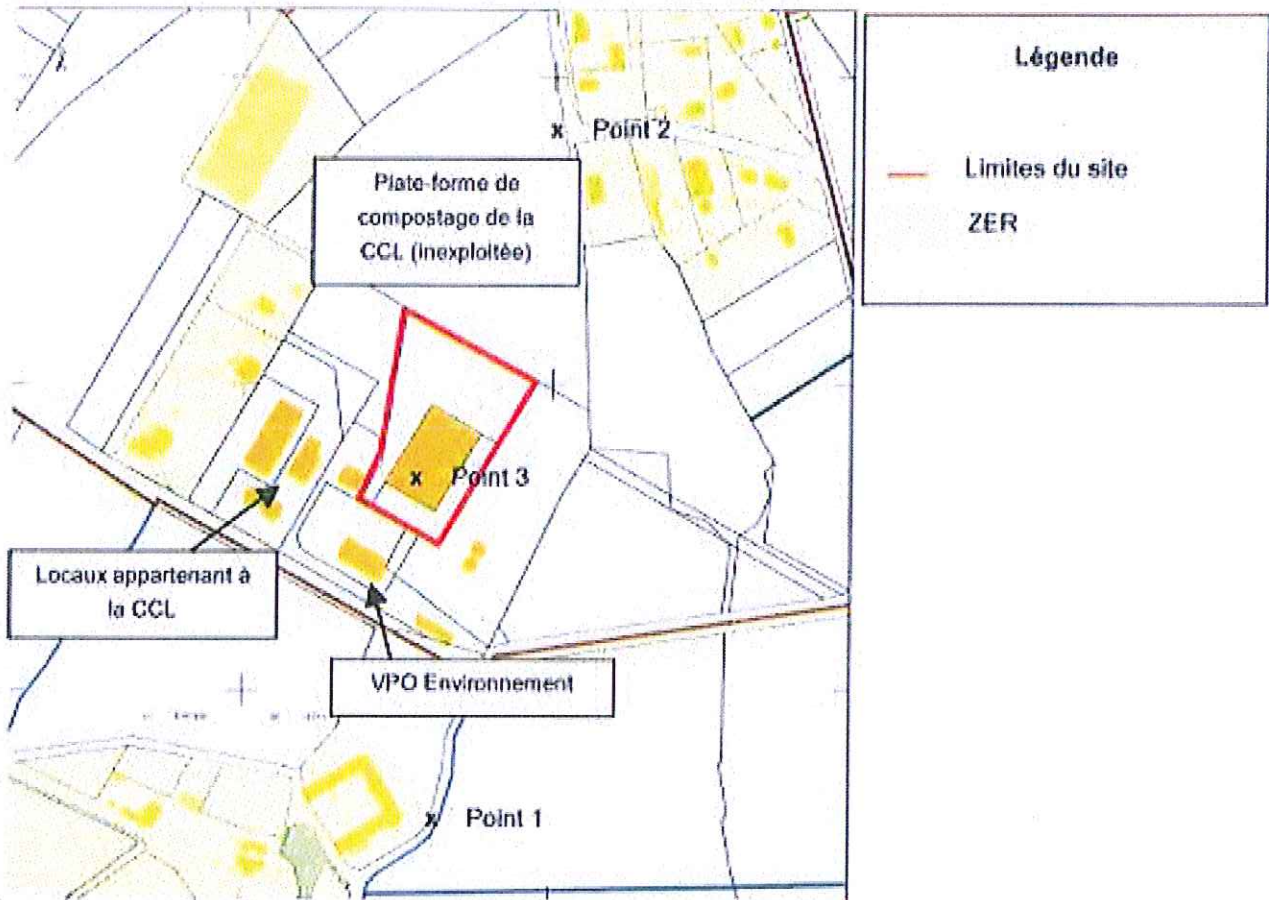 Légende
Point 2
Plate-forme de
compostage de la
CCL (inexploitée)
Limites du site
ZER
Point 3
Locaux appartenant à
la CCL
VPO Environnement
Point 1